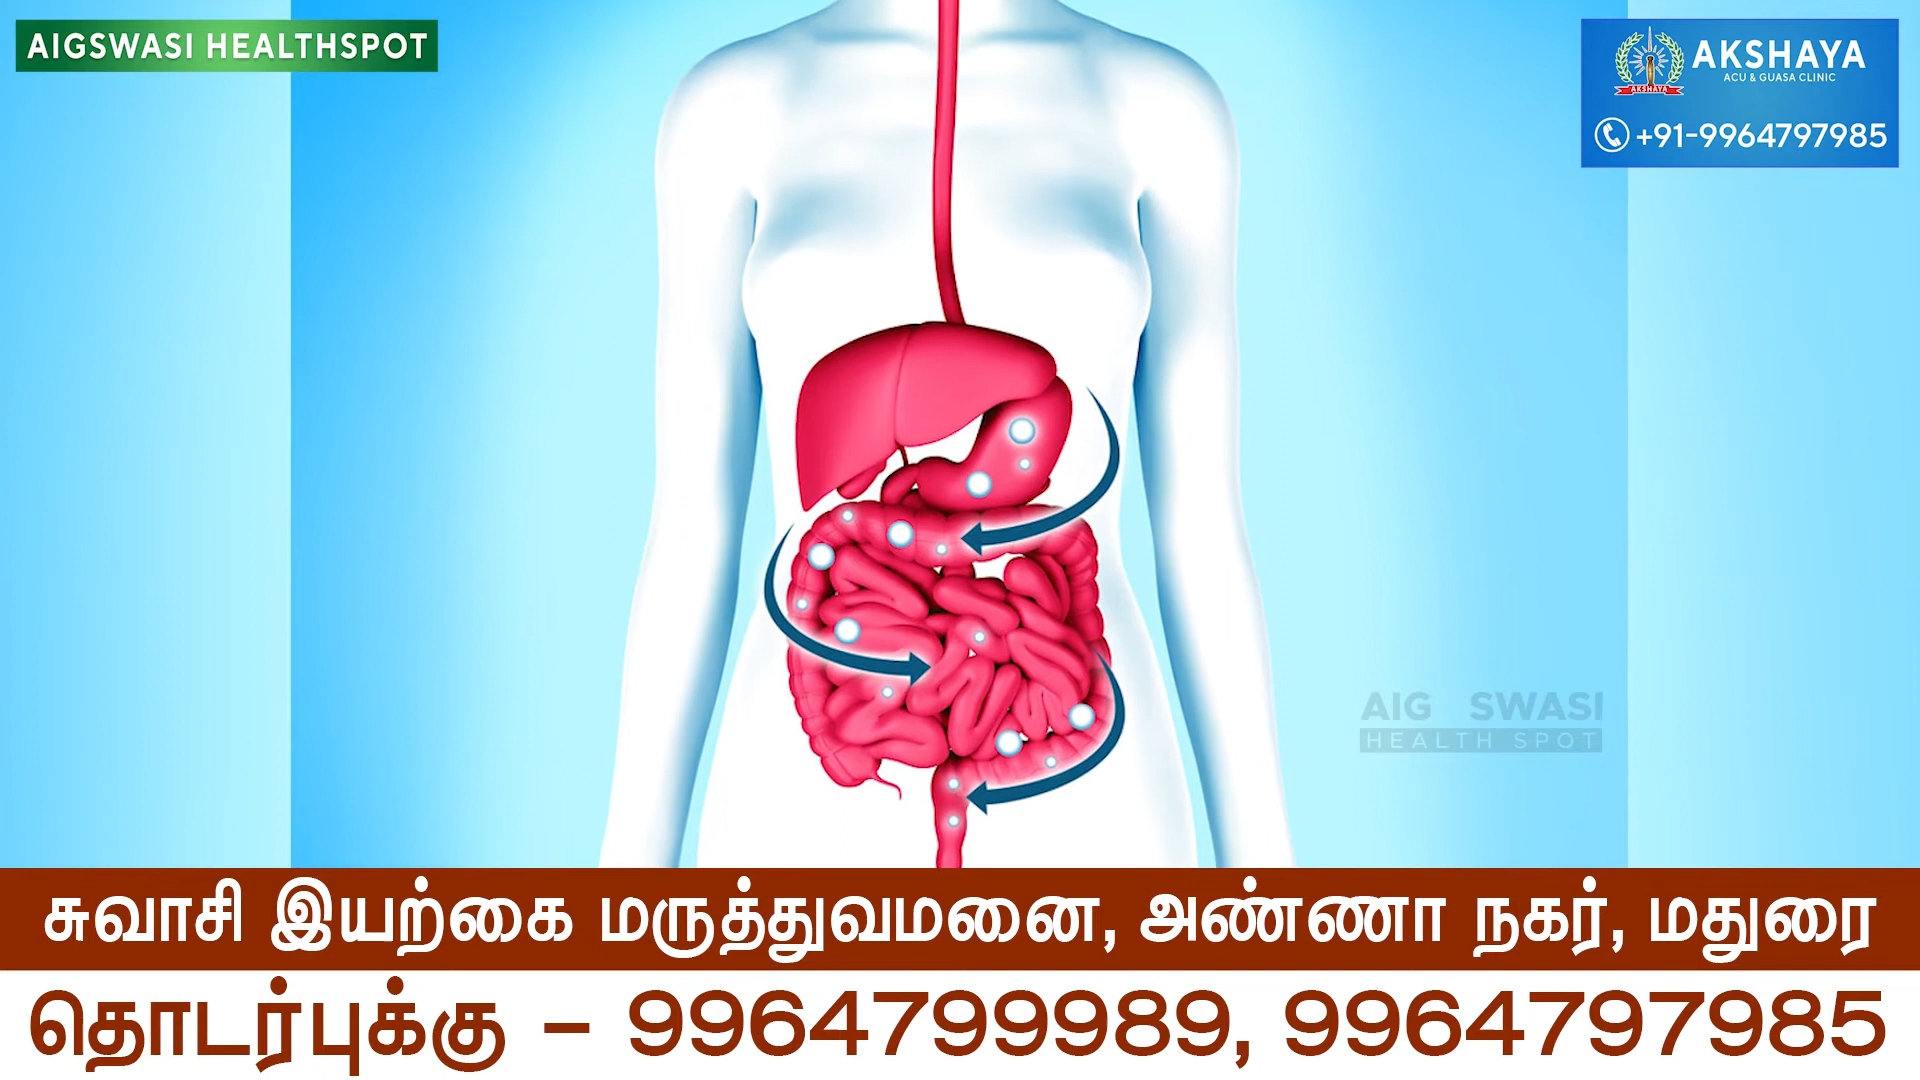 AIGSWASI HEALTHSPOT
AKSHAYA
ACU & GUASA CLINIC
AKSHAYA
+91-9964797985
AIG SWASI
HEALTH SPOT
சுவாசி இயற்கை மருத்துவமனை, அண்ணா நகர், மதுரை
தொடர்புக்கு - 9964799989, 9964797985